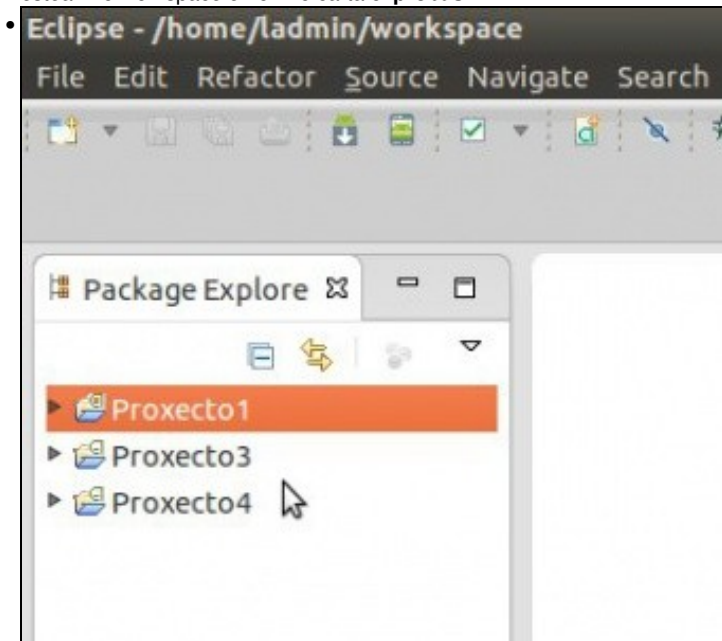 Eclipse - /home/ladmin/workspace
File Edit Refactor Source Navigate Search
Package Explore
Proxecto1
Proxecto3
Proxecto4